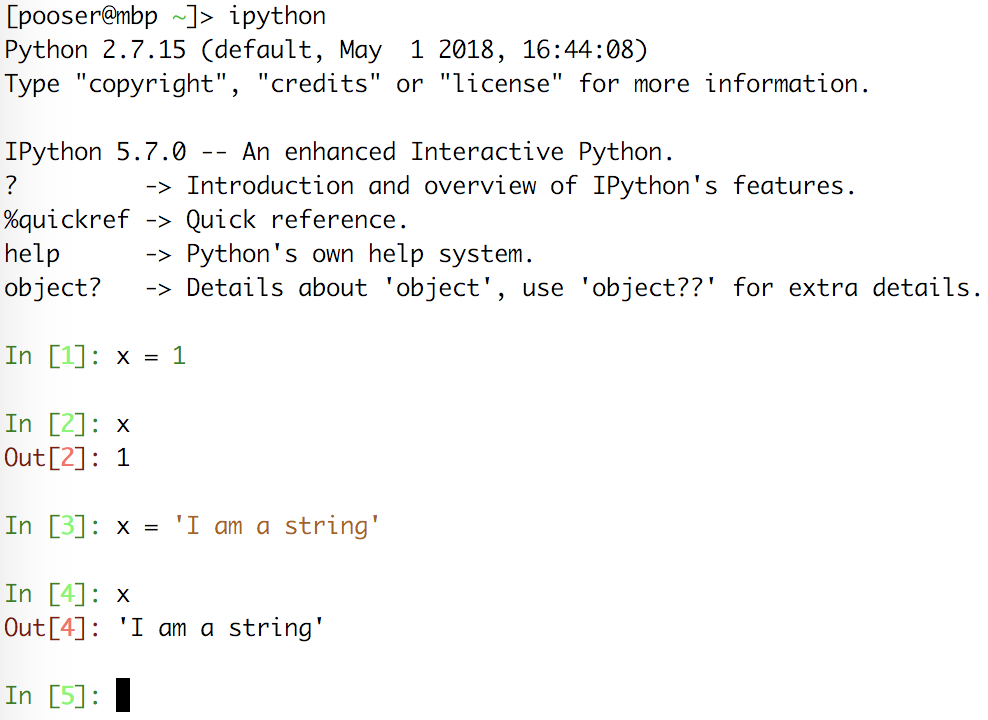 [pooser@mbp ~]> ipython
Python 2.7.15 (default, May  1 2018, 16:44:08)
Type "copyright", "credits" or "license" for more information.

IPython 5.7.0 -- An enhanced Interactive Python.
?         -> Introduction and overview of IPython's features.
%quickref -> Quick reference.
help      -> Python's own help system.
object?   -> Details about 'object', use 'object??' for extra details.

In [1]: x = 1

In [2]: x
Out[2]: 1

In [3]: x = 'I am a string'

In [4]: x
Out[4]: 'I am a string'

In [5]: